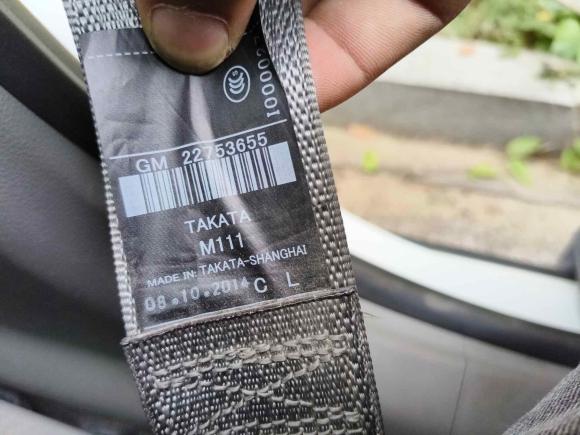 GM 22753655
TAKATA
M111
MADE IN: TAKATA-SHANGHAI
08.10.2014 C L